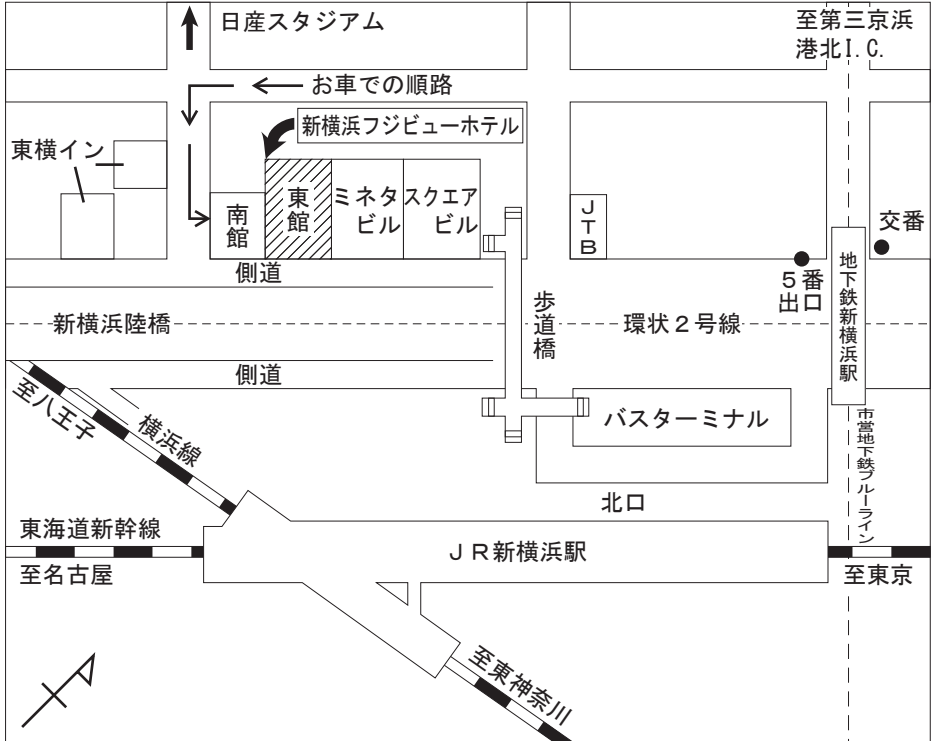 日産スタジアム
至第三京浜
港北I.C.
お車での順路
新横浜フジビューホテル
東横イン
南館
東館
ミネタ
ビル
スクエア
ビル
JTB
交番
5番
出口
地下鉄新横浜駅
側道
新横浜陸橋
歩道橋
環状2号線
側道
至八王子
横浜線
バスターミナル
市営地下鉄ブルーライン
北口
東海道新幹線
至名古屋
JR新横浜駅
至東京
至東神奈川